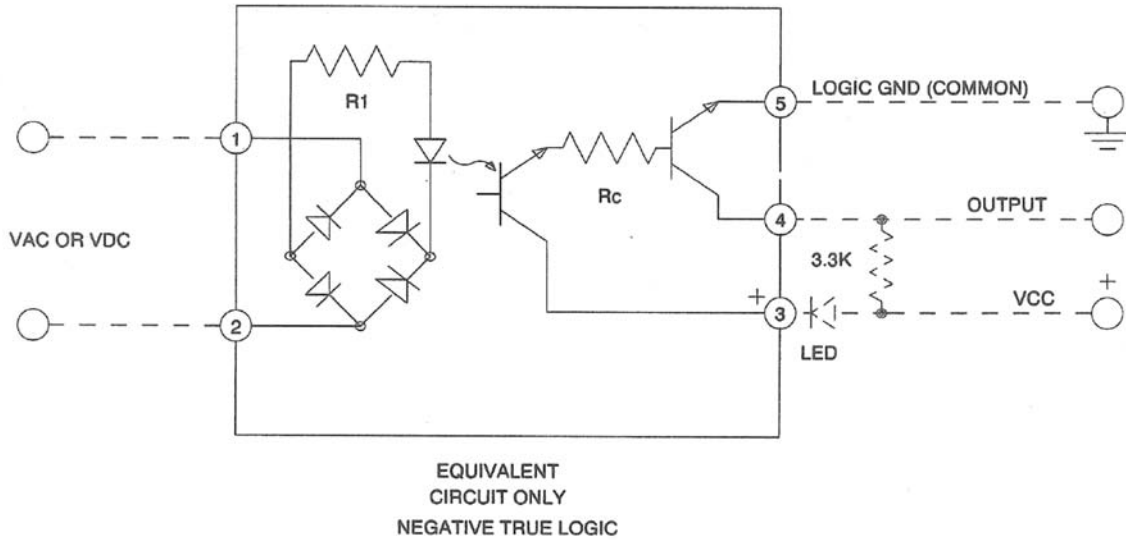 R1
5
LOGIC GND (COMMON)
1
Rc
4
OUTPUT
VAC OR VDC
3.3K
+
+
3
VCC
2
LED
EQUIVALENT
CIRCUIT ONLY
NEGATIVE TRUE LOGIC